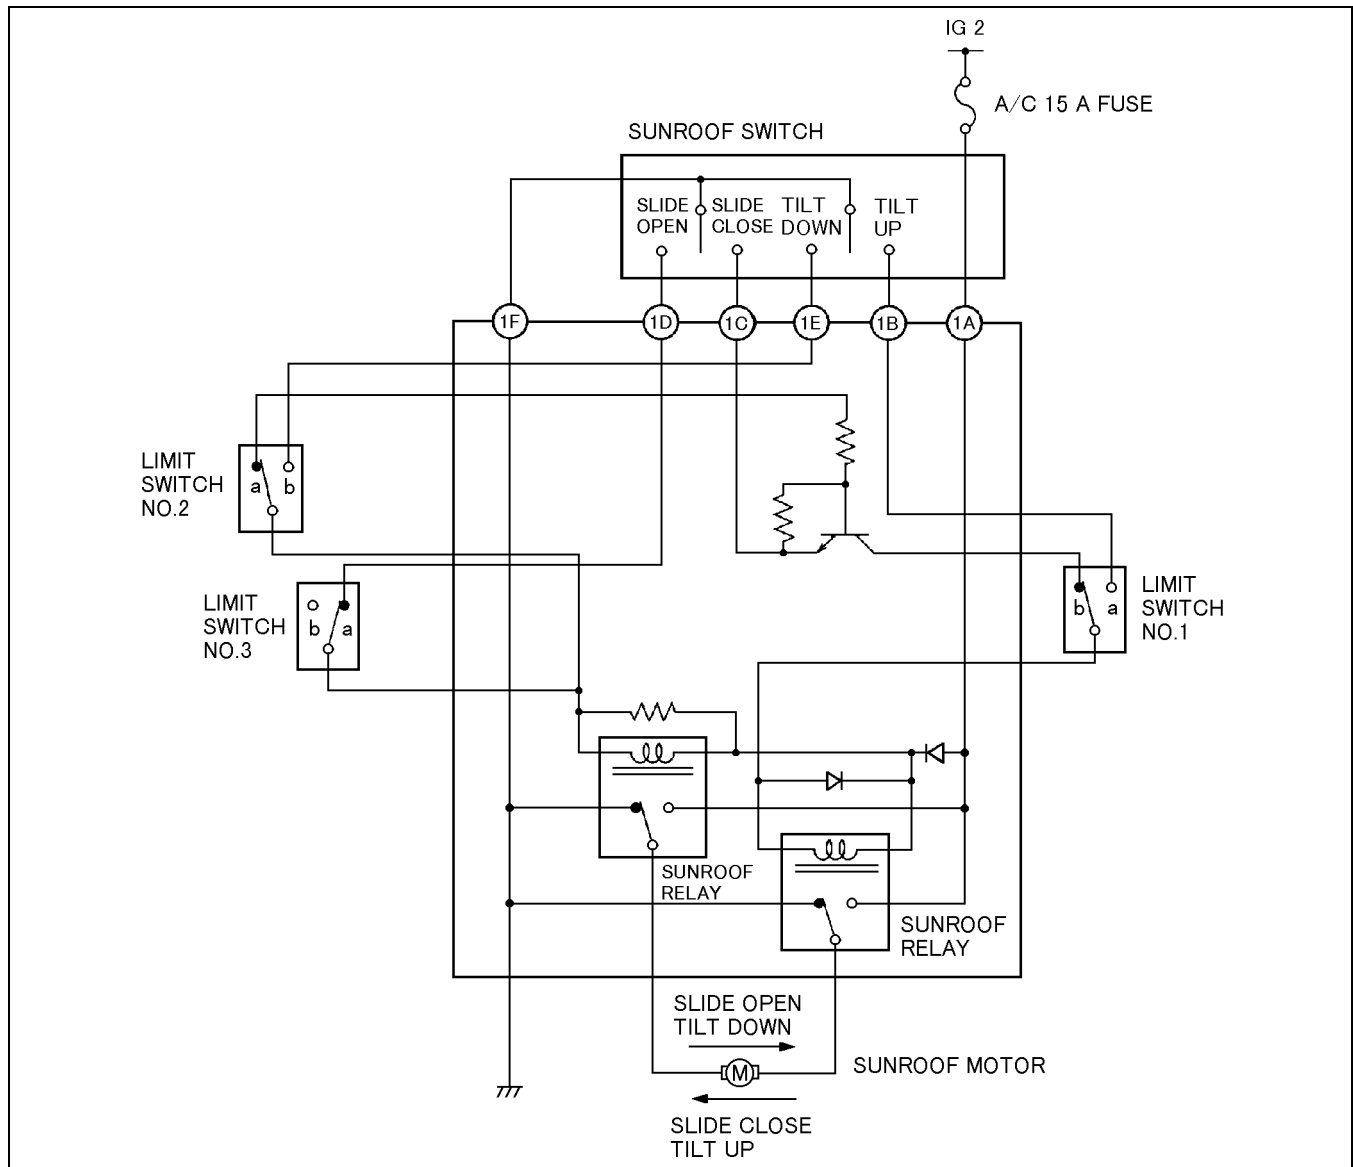 IG 2
A/C 15 A FUSE
SUNROOF SWITCH
SLIDE
OPEN
SLIDE
CLOSE
TILT
DOWN
TILT
UP
1F
1D
1C
1E
1B
1A
LIMIT
SWITCH
NO.2
a
b
LIMIT
SWITCH
NO.3
b
a
b
a
LIMIT
SWITCH
NO.1
SUNROOF
RELAY
SUNROOF
RELAY
SLIDE OPEN
TILT DOWN
M
SUNROOF MOTOR
SLIDE CLOSE
TILT UP